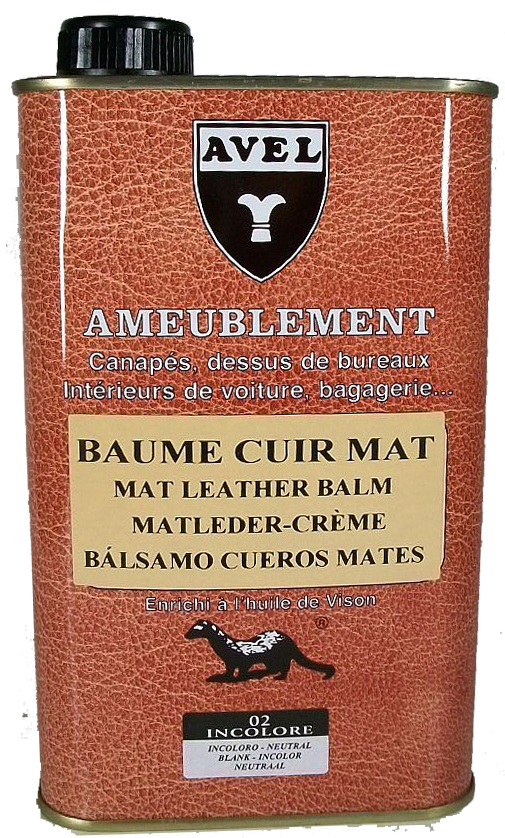 AVEL
AMEUBLEMENT
Canapés, dessus de bureaux
Intérieurs de voiture, bagagerie...
BAUME CUIR MAT
MAT LEATHER BALM
MATLEDER-CRÈME
BÁLSAMO CUEROS MATES
Enrichi à l'huile de Vison
®
02
INCOLORE
INCOLORO - NEUTRAL
BLANK - INCOLOR
NEUTRAAL